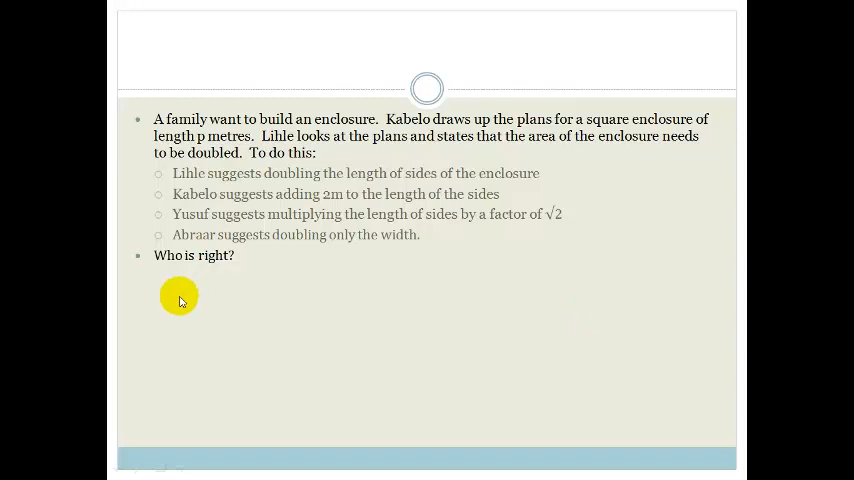 A family want to build an enclosure. Kabelo draws up the plans for a square enclosure of
length p metres. Lihle looks at the plans and states that the area of the enclosure needs
to be doubled. To do this:
Lihle suggests doubling the length of sides of the enclosure
Kabelo suggests adding 2m to the length of the sides
Yusuf suggests multiplying the length of sides by a factor of √2
Abraar suggests doubling only the width.
Who is right?